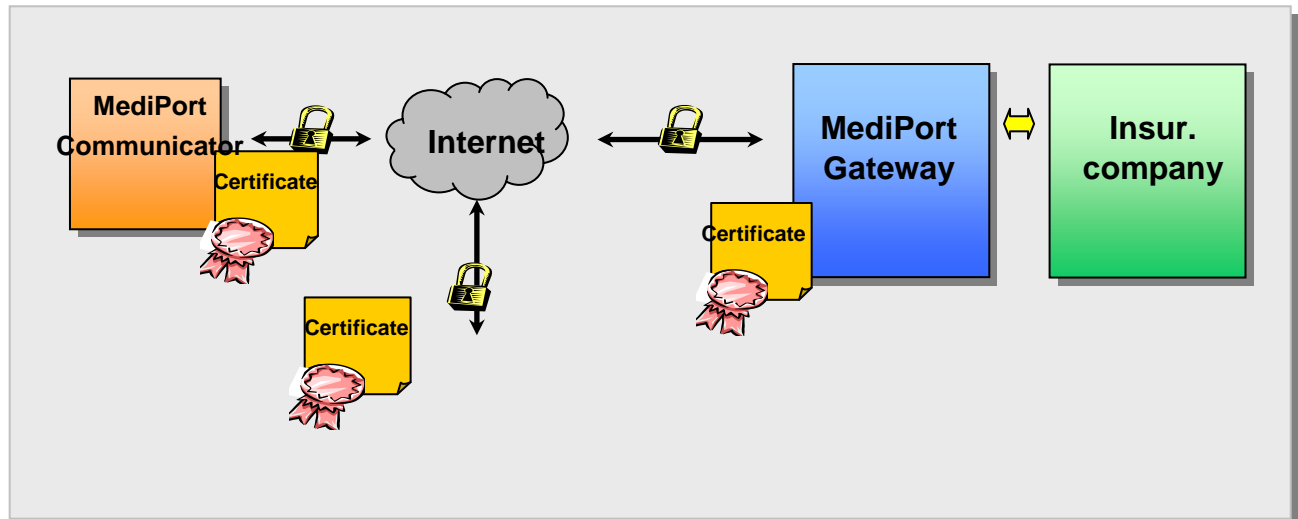 MediPort
Communicator
Certificate
Internet
Certificate
MediPort
Gateway
Certificate
Insur.
company